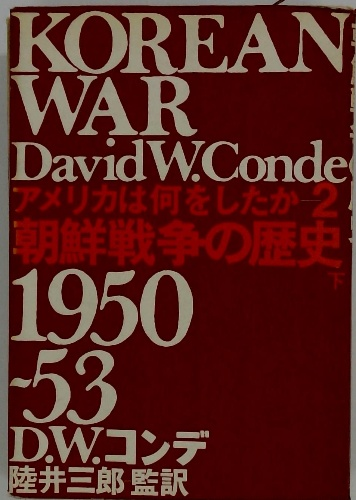 KOREAN
WAR
David W. Conde
アメリカは何をしたか—2
朝鮮戦争の歴史
下
1950
-53
D.W.コンデ
陸井三郎 監訳